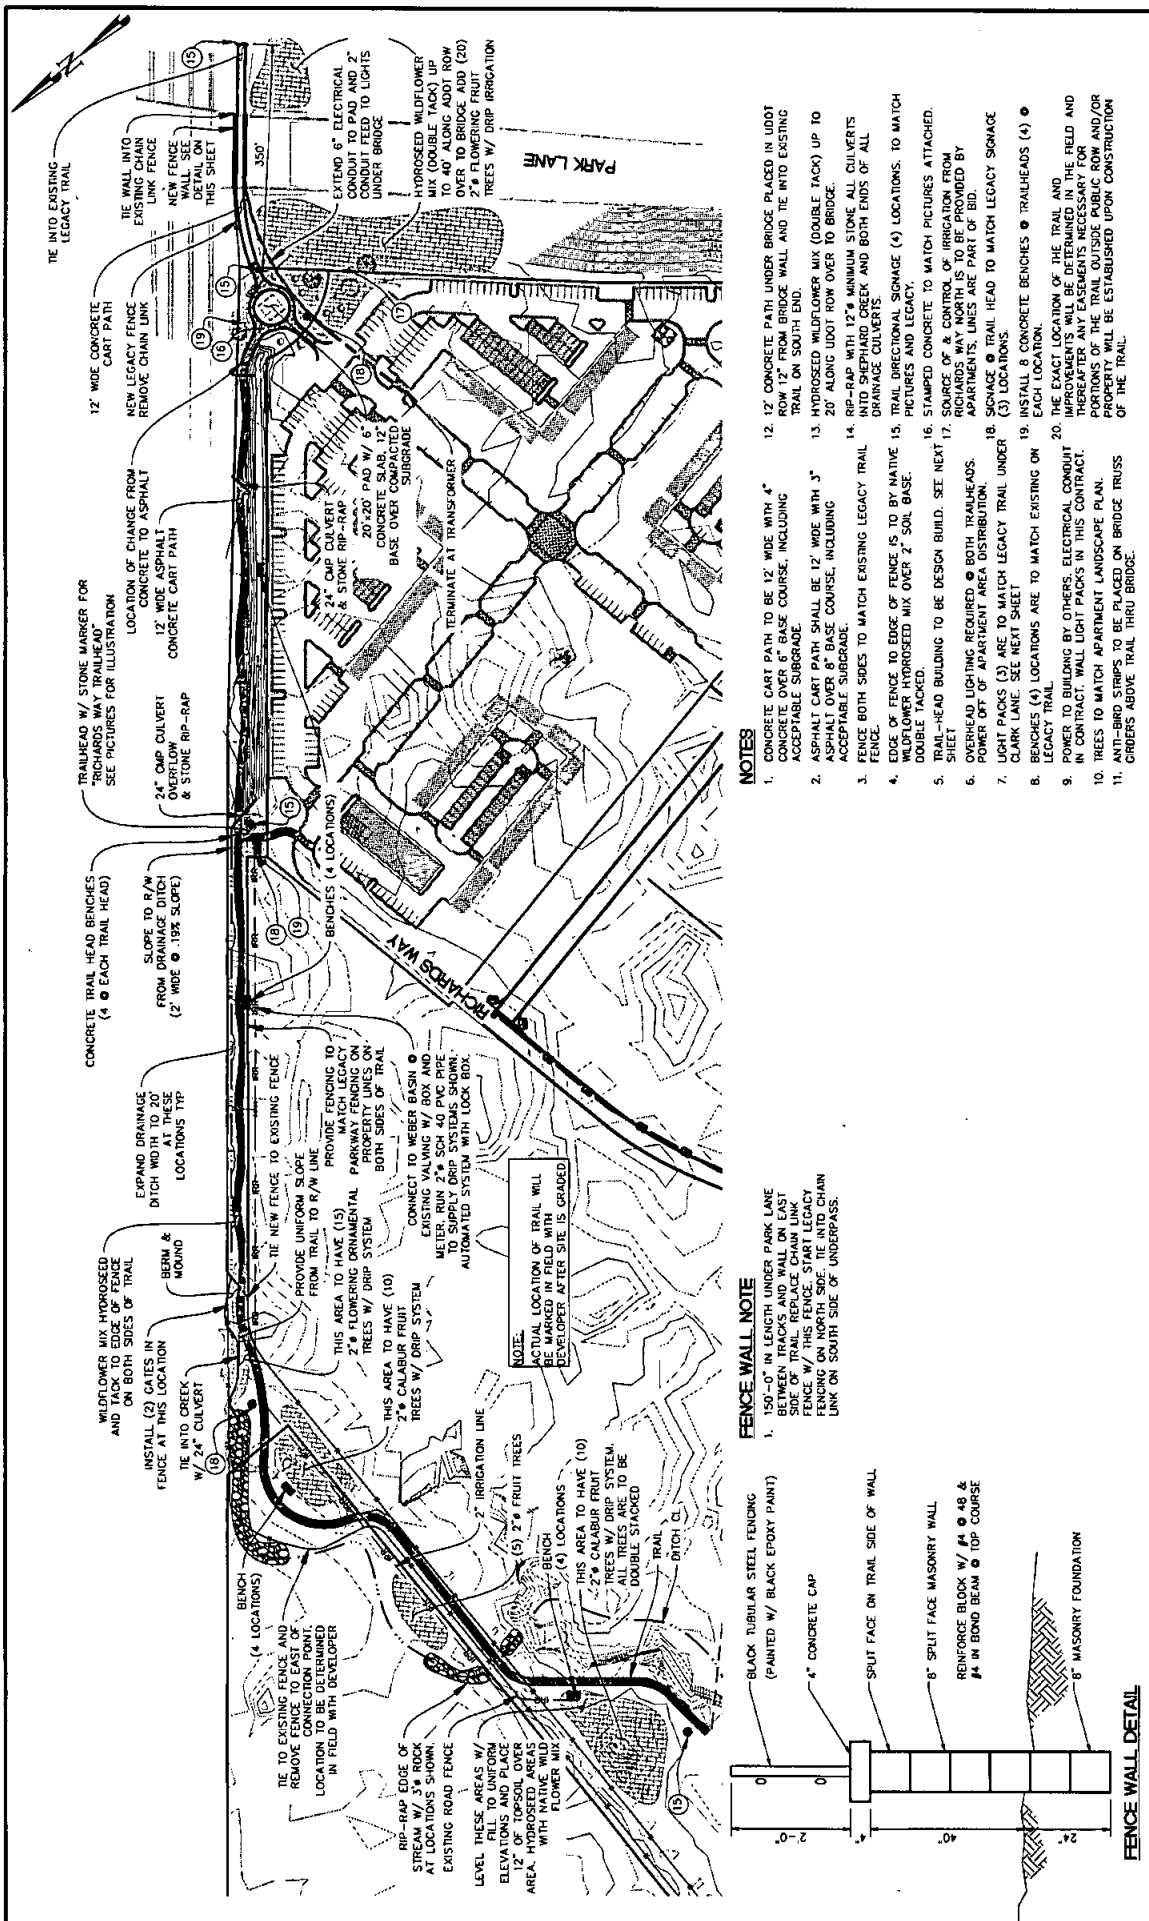 TIE INTO EXISTING
LEGACY TRAIL
15
TIE WALL INTO
EXISTING CHAIN
LINK FENCE
NEW FENCE
WALL SEE
DETAIL ON
THIS SHEET
350'
PARK LANE
EXTEND 6" ELECTRICAL
CONDUIT TO PAD AND 2"
CONDUIT FEED TO LIGHTS
UNDER BRIDGE
HYDROSEED WILDFLOWER
MIX (DOUBLE TACK) UP
TO 40' ALONG ADOT ROW
OVER TO BRIDGE ADD (20)
2"ø FLOWERING FRUIT
TREES W/ DRIP IRRIGATION
12' WIDE CONCRETE
CART PATH
NEW LEGACY FENCE
REMOVE CHAIN LINK
15
19
16
17
18
LOCATION OF CHANGE FROM
CONCRETE TO ASPHALT
12' WIDE ASPHALT
CONCRETE CART PATH
24" CMP CULVERT
& STONE RIP-RAP
20'x20' PAD W/ 6"
CONCRETE SLAB, 12"
BASE OVER COMPACTED
SUBGRADE
TERMINATE AT TRANSFORMER
TRAILHEAD W/ STONE MARKER FOR
"RICHARDS WAY TRAILHEAD"
SEE PICTURES FOR ILLUSTRATION
24" CMP CULVERT
OVERFLOW
& STONE RIP-RAP
15
CONCRETE TRAIL HEAD BENCHES
(4 @ EACH TRAIL HEAD)
SLOPE TO R/W
FROM DRAINAGE DITCH
(2' WIDE @ .19% SLOPE)
18
19
BENCHES (4 LOCATIONS)
RICHARDS WAY
EXPAND DRAINAGE
DITCH WIDTH TO 20'
AT THESE
LOCATIONS TYP
TIE NEW FENCE TO EXISTING FENCE
PROVIDE FENCING TO
MATCH LEGACY
PARKWAY FENCING ON
PROPERTY LINES ON
BOTH SIDES OF TRAIL
CONNECT TO WEBER BASIN @
EXISTING VALVING W/ BOX AND
METER. RUN 2"ø SCH 40 PVC PIPE
TO SUPPLY DRIP SYSTEMS SHOWN.
AUTOMATED SYSTEM WITH LOCK BOX.
WILDFLOWER MIX HYDROSEED
AND TACK TO EDGE OF FENCE
ON BOTH SIDES OF TRAIL
BERM &
MOUND
PROVIDE UNIFORM SLOPE
FROM TRAIL TO R/W LINE
INSTALL (2) GATES IN
FENCE AT THIS LOCATION
TIE INTO CREEK
W/ 24" CULVERT
18
THIS AREA TO HAVE (15)
2"ø FLOWERING ORNAMENTAL
TREES W/ DRIP SYSTEM
THIS AREA TO HAVE (10)
2"ø CALABUR FRUIT
TREES W/ DRIP SYSTEM
NOTE:
ACTUAL LOCATION OF TRAIL WILL
BE MARKED IN FIELD WITH
DEVELOPER AFTER SITE IS GRADED
2" IRRIGATION LINE
(5) 2"ø FRUIT TREES
BENCH
(4) LOCATIONS
THIS AREA TO HAVE (10)
2"ø CALABUR FRUIT
TREES W/ DRIP SYSTEM.
ALL TREES ARE TO BE
DOUBLE STACKED
TRAIL
DITCH CL
BENCH
(4 LOCATIONS)
TIE TO EXISTING FENCE AND
REMOVE FENCE TO EAST OF
CONNECTION POINT.
LOCATION TO BE DETERMINED
IN FIELD WITH DEVELOPER
RIP-RAP EDGE OF
STREAM W/ 3'ø ROCK
AT LOCATIONS SHOWN.
EXISTING ROAD FENCE
LEVEL THESE AREAS W/
FILL TO UNIFORM
ELEVATIONS AND PLACE
12" OF TOPSOIL OVER
AREA. HYDROSEED AREAS
WITH NATIVE WILD
FLOWER MIX
15
NOTES
1. CONCRETE CART PATH TO BE 12' WIDE WITH 4"
CONCRETE OVER 6" BASE COURSE, INCLUDING
ACCEPTABLE SUBGRADE.
2. ASPHALT CART PATH SHALL BE 12' WIDE WITH 3"
ASPHALT OVER 8" BASE COURSE, INCLUDING
ACCEPTABLE SUBGRADE.
3. FENCE BOTH SIDES TO MATCH EXISTING LEGACY TRAIL
FENCE.
4. EDGE OF FENCE TO EDGE OF FENCE IS TO BY NATIVE
WILDFLOWER HYDROSEED MIX OVER 2" SOIL BASE.
DOUBLE TACKED.
5. TRAIL-HEAD BUILDING TO BE DESIGN BUILD. SEE NEXT
SHEET
6. OVERHEAD LIGHTING REQUIRED @ BOTH TRAILHEADS.
POWER OFF OF APARTMENT AREA DISTRIBUTION.
7. LIGHT PACKS (3) ARE TO MATCH LEGACY TRAIL UNDER
CLARK LANE. SEE NEXT SHEET
8. BENCHES (4) LOCATIONS ARE TO MATCH EXISTING ON
LEGACY TRAIL.
9. POWER TO BUILDING BY OTHERS. ELECTRICAL CONDUIT
IN CONTRACT. WALL LIGHT PACKS IN THIS CONTRACT.
10. TREES TO MATCH APARTMENT LANDSCAPE PLAN.
11. ANTI-BIRD STRIPS TO BE PLACED ON BRIDGE TRUSS
GIRDERS ABOVE TRAIL THRU BRIDGE.
12. 12' CONCRETE PATH UNDER BRIDGE PLACED IN UDOT
ROW 12" FROM BRIDGE WALL AND TIE INTO EXISTING
TRAIL ON SOUTH END.
13. HYDROSEED WILDFLOWER MIX (DOUBLE TACK) UP TO
20' ALONG UDOT ROW OVER TO BRIDGE.
14. RIP-RAP WITH 12"ø MINIMUM STONE ALL CULVERTS
INTO SHEPHARD CREEK AND BOTH ENDS OF ALL
DRAINAGE CULVERTS.
15. TRAIL DIRECTIONAL SIGNAGE (4) LOCATIONS. TO MATCH
PICTURES AND LEGACY.
16. STAMPED CONCRETE TO MATCH PICTURES ATTACHED.
17. SOURCE OF & CONTROL OF IRRIGATION FROM
RICHARDS WAY NORTH IS TO BE PROVIDED BY
APARTMENTS, LINES ARE PART OF BID.
18. SIGNAGE @ TRAIL HEAD TO MATCH LEGACY SIGNAGE
(3) LOCATIONS.
19. INSTALL 8 CONCRETE BENCHES @ TRAILHEADS (4) @
EACH LOCATION.
20. THE EXACT LOCATION OF THE TRAIL AND
IMPROVEMENTS WILL BE DETERMINED IN THE FIELD AND
THEREAFTER ANY EASEMENTS NECESSARY FOR
PORTIONS OF THE TRAIL OUTSIDE PUBLIC ROW AND/OR
PROPERTY WILL BE ESTABLISHED UPON CONSTRUCTION
OF THE TRAIL.
FENCE WALL NOTE
1. 150'-0" IN LENGTH UNDER PARK LANE
BETWEEN TRACKS AND WALL ON EAST
SIDE OF TRAIL. REPLACE CHAIN LINK
FENCE W/ THIS FENCE. START LEGACY
FENCING ON NORTH SIDE. TIE INTO CHAIN
LINK ON SOUTH SIDE OF UNDERPASS.
BLACK TUBULAR STEEL FENCING
(PAINTED W/ BLACK EPOXY PAINT)
4" CONCRETE CAP
SPLIT FACE ON TRAIL SIDE OF WALL
8" SPLIT FACE MASONRY WALL
REINFORCE BLOCK W/ #4 @ 48 &
#4 IN BOND BEAM @ TOP COURSE
8" MASONRY FOUNDATION
2'-0"
4"
40"
24"
FENCE WALL DETAIL